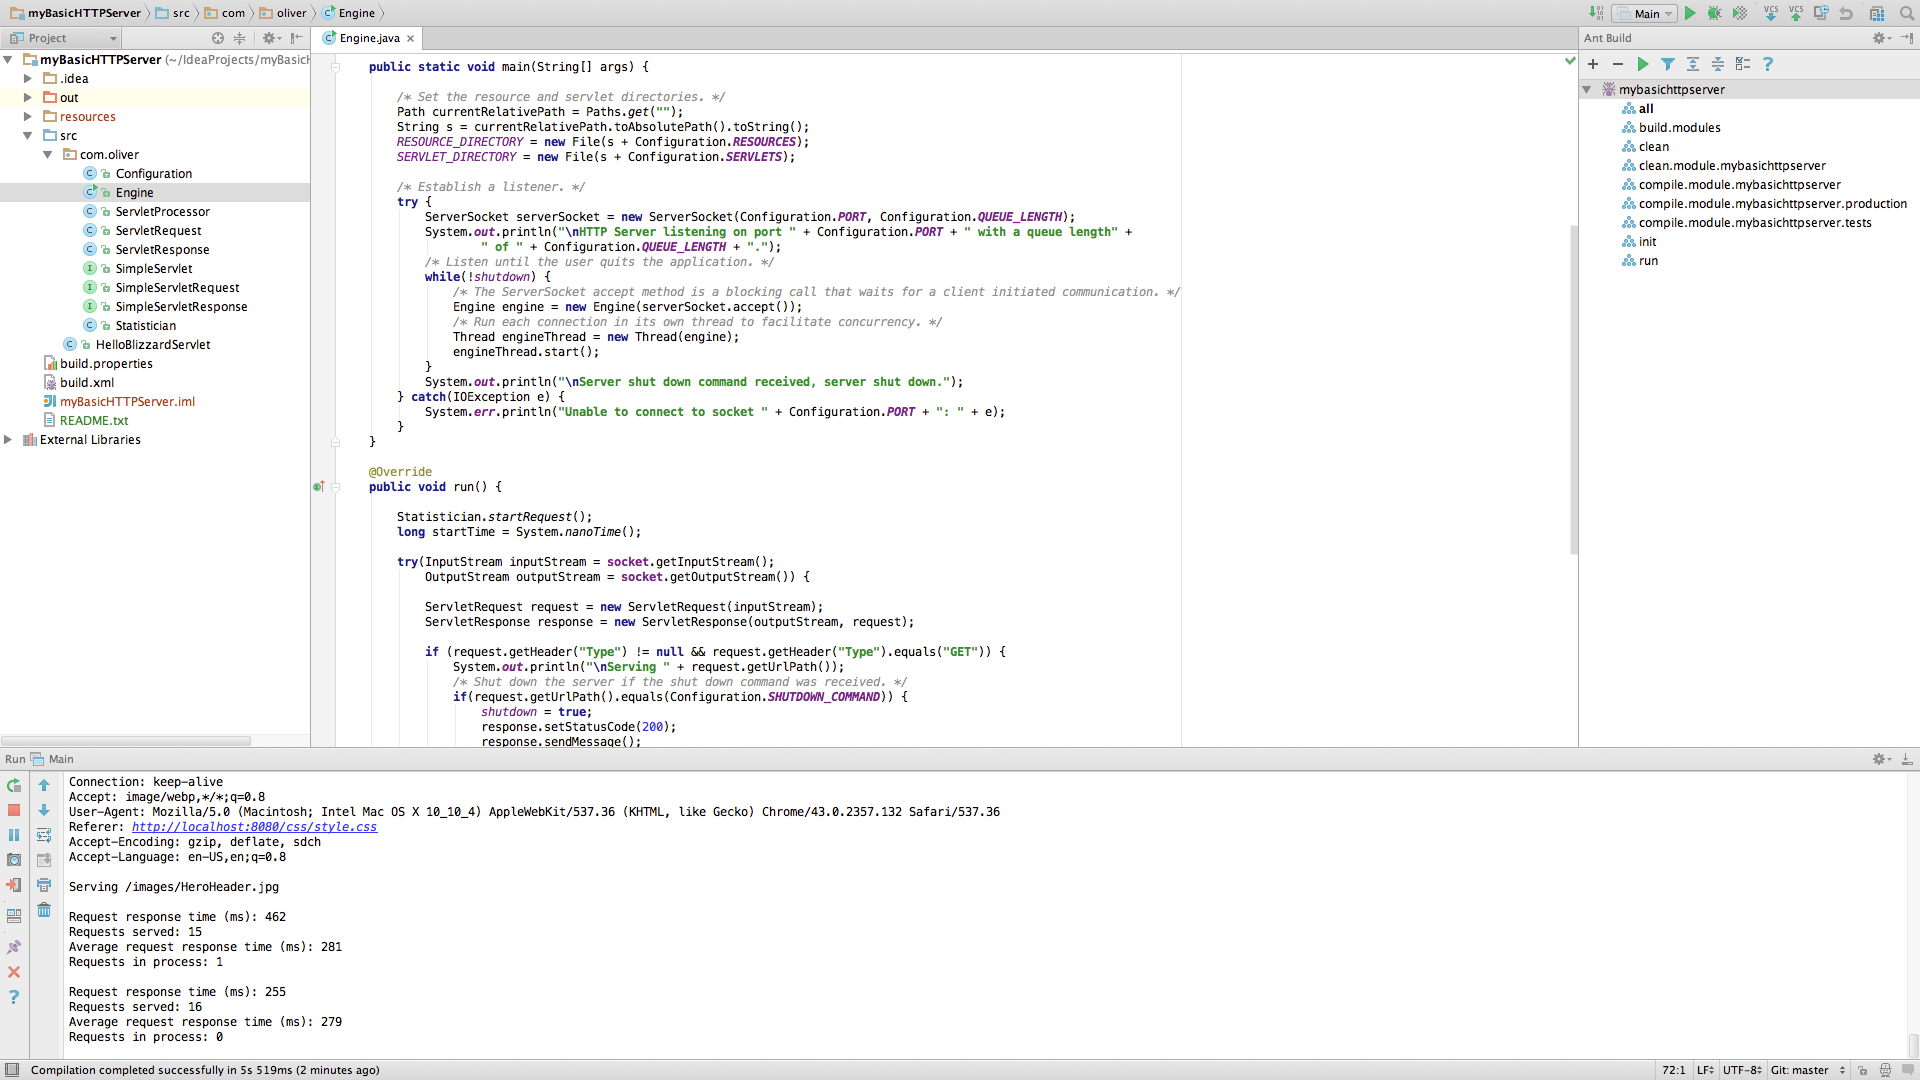 myBasicHTTPServer src com oliver Engine
Main
Project
Engine.java
Ant Build
myBasicHTTPServer (~/IdeaProjects/myBasicH
.idea
out
resources
src
com.oliver
Configuration
Engine
ServletProcessor
ServletRequest
ServletResponse
SimpleServlet
SimpleServletRequest
SimpleServletResponse
Statistician
HelloBlizzardServlet
build.properties
build.xml
myBasicHTTPServer.iml
README.txt
External Libraries
public static void main(String[] args) {
/* Set the resource and servlet directories. */
Path currentRelativePath = Paths.get("");
String s = currentRelativePath.toAbsolutePath().toString();
RESOURCE_DIRECTORY = new File(s + Configuration.RESOURCES);
SERVLET_DIRECTORY = new File(s + Configuration.SERVLETS);
/* Establish a listener. */
try {
ServerSocket serverSocket = new ServerSocket(Configuration.PORT, Configuration.QUEUE_LENGTH);
System.out.println("\nHTTP Server listening on port " + Configuration.PORT + " with a queue length" +
" of " + Configuration.QUEUE_LENGTH + ".");
/* Listen until the user quits the application. */
while(!shutdown) {
/* The ServerSocket accept method is a blocking call that waits for a client initiated communication. */
Engine engine = new Engine(serverSocket.accept());
/* Run each connection in its own thread to facilitate concurrency. */
Thread engineThread = new Thread(engine);
engineThread.start();
}
System.out.println("\nServer shut down command received, server shut down.");
} catch(IOException e) {
System.err.println("Unable to connect to socket " + Configuration.PORT + ": " + e);
}
}
@Override
public void run() {
Statistician.startRequest();
long startTime = System.nanoTime();
try(InputStream inputStream = socket.getInputStream();
OutputStream outputStream = socket.getOutputStream()) {
ServletRequest request = new ServletRequest(inputStream);
ServletResponse response = new ServletResponse(outputStream, request);
if (request.getHeader("Type") != null && request.getHeader("Type").equals("GET")) {
System.out.println("\nServing " + request.getUrlPath());
/* Shut down the server if the shut down command was received. */
if(request.getUrlPath().equals(Configuration.SHUTDOWN_COMMAND)) {
shutdown = true;
response.setStatusCode(200);
response.sendMessage();
mybasichttpserver
all
build.modules
clean
clean.module.mybasichttpserver
compile.module.mybasichttpserver
compile.module.mybasichttpserver.production
compile.module.mybasichttpserver.tests
init
run
Run Main
Connection: keep-alive
Accept: image/webp,*/*;q=0.8
User-Agent: Mozilla/5.0 (Macintosh; Intel Mac OS X 10_10_4) AppleWebKit/537.36 (KHTML, like Gecko) Chrome/43.0.2357.132 Safari/537.36
Referer: http://localhost:8080/css/style.css
Accept-Encoding: gzip, deflate, sdch
Accept-Language: en-US,en;q=0.8
Serving /images/HeroHeader.jpg
Request response time (ms): 462
Requests served: 15
Average request response time (ms): 281
Requests in process: 1
Request response time (ms): 255
Requests served: 16
Average request response time (ms): 279
Requests in process: 0
Compilation completed successfully in 5s 519ms (2 minutes ago)
72:1 LF UTF-8 Git: master